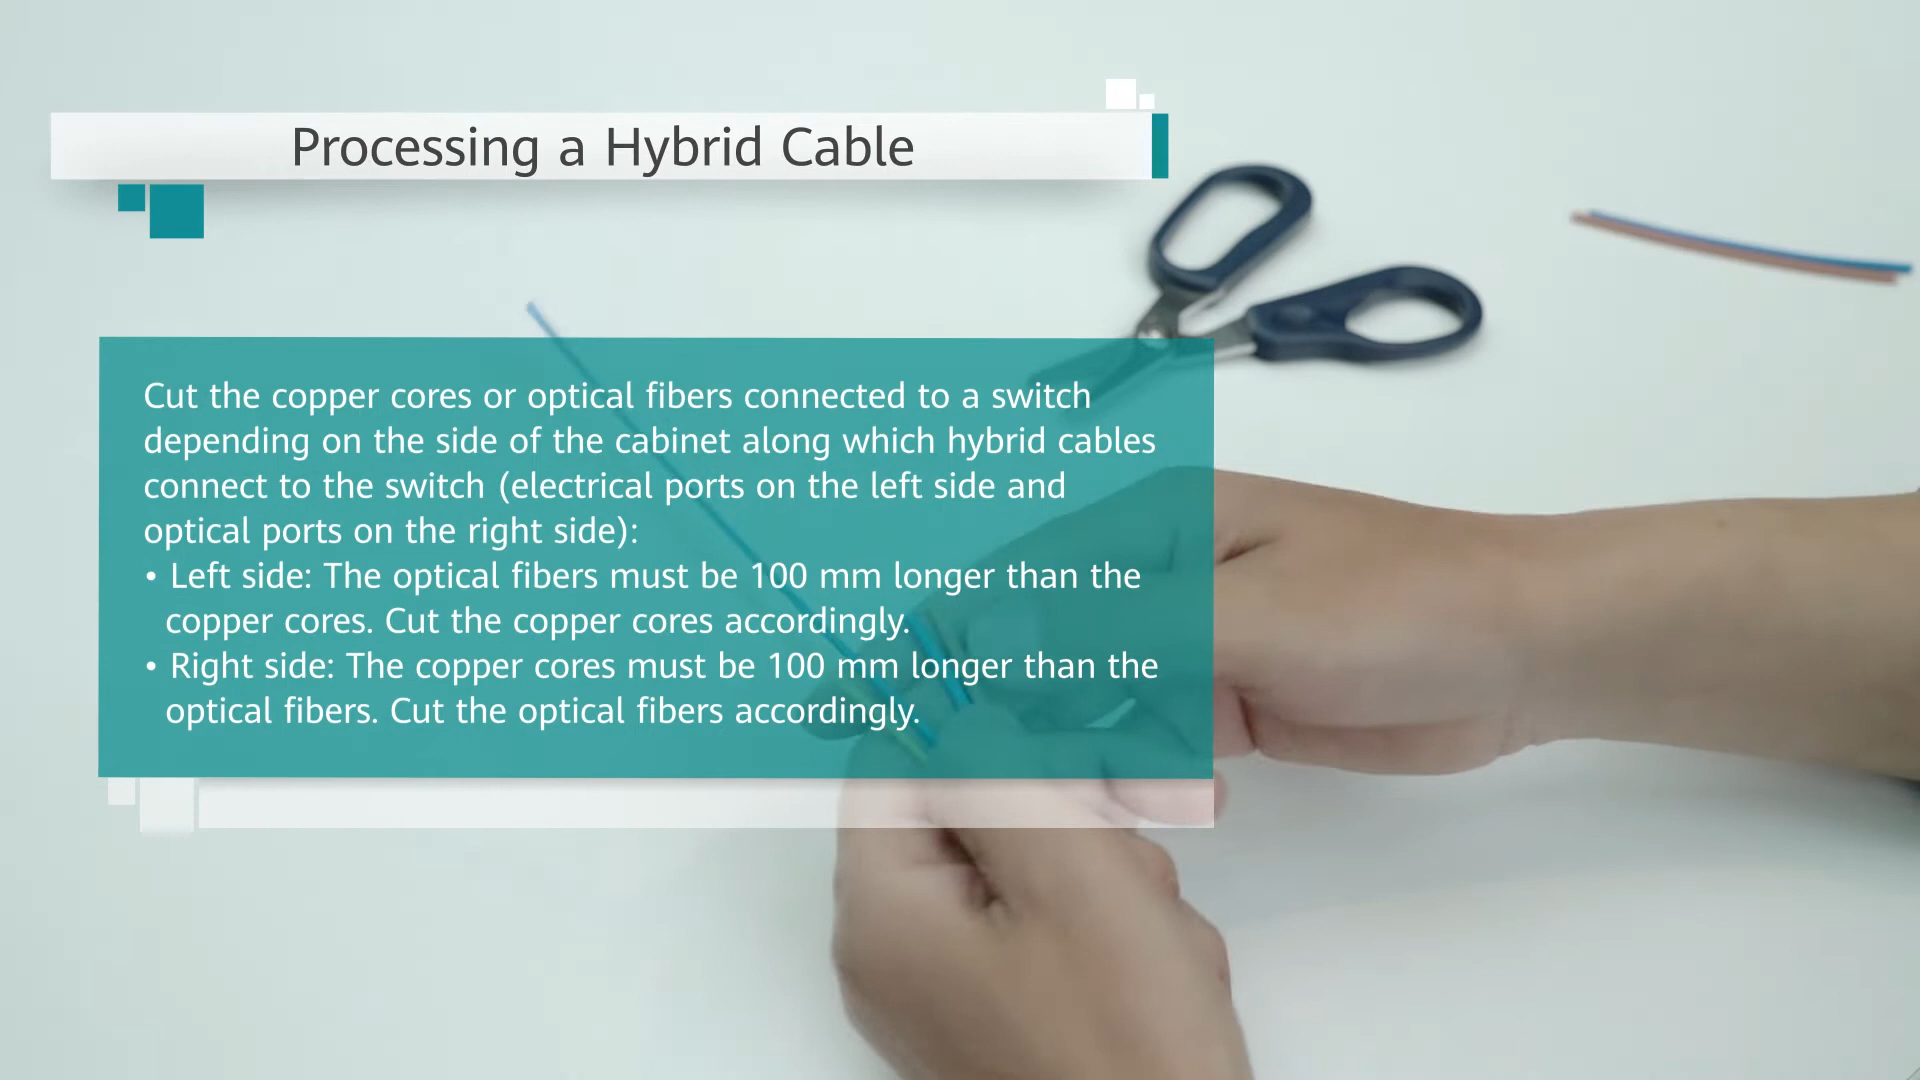 Processing a Hybrid Cable
Cut the copper cores or optical fibers connected to a switch
depending on the side of the cabinet along which hybrid cables
connect to the switch (electrical ports on the left side and
optical ports on the right side):
• Left side: The optical fibers must be 100 mm longer than the
copper cores. Cut the copper cores accordingly.
• Right side: The copper cores must be 100 mm longer than the
optical fibers. Cut the optical fibers accordingly.